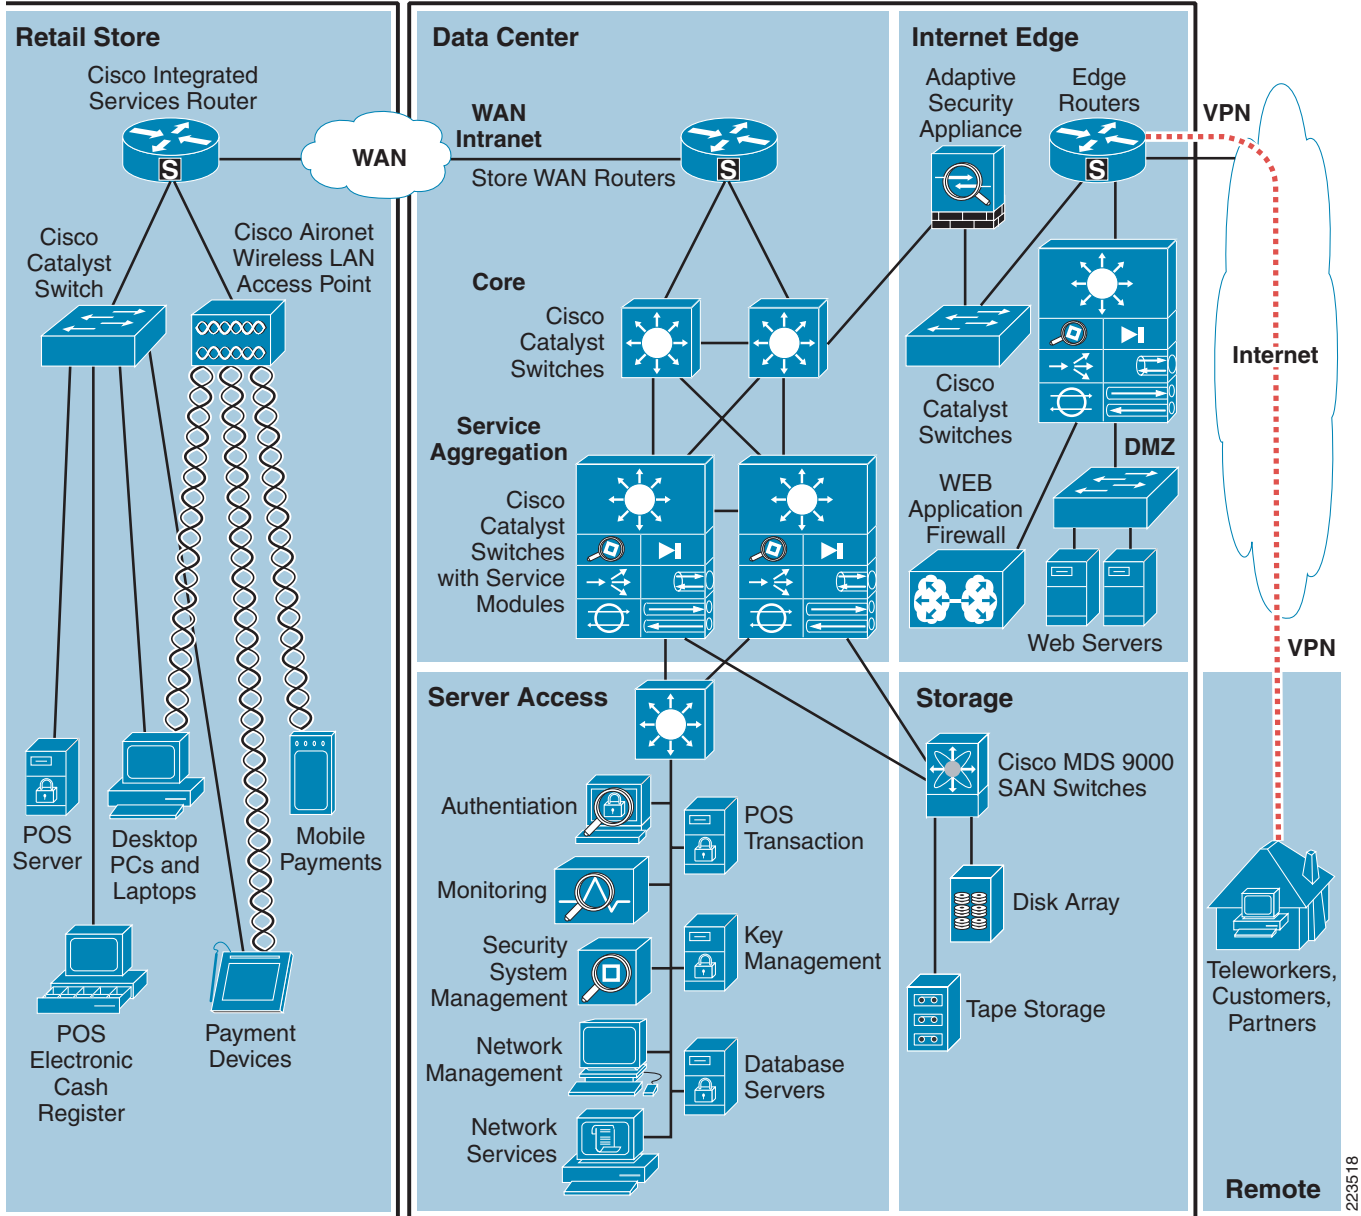 Retail Store
Cisco Integrated
Services Router
S
Cisco
Catalyst
Switch
Cisco Aironet
Wireless LAN
Access Point
POS
Server
Desktop
PCs and
Laptops
Mobile
Payments
POS
Electronic
Cash
Register
Payment
Devices
WAN
Data Center
WAN
Intranet
Store WAN Routers
S
Core
Cisco
Catalyst
Switches
Service
Aggregation
Cisco
Catalyst
Switches
with Service
Modules
Internet Edge
Adaptive
Security
Appliance
Edge
Routers
S
Cisco
Catalyst
Switches
DMZ
WEB
Application
Firewall
Web Servers
VPN
Internet
VPN
Server Access
Authentiation
POS
Transaction
Monitoring
Security
System
Management
Key
Management
Network
Management
Database
Servers
Network
Services
Storage
Cisco MDS 9000
SAN Switches
Disk Array
Tape Storage
Teleworkers,
Customers,
Partners
Remote
223518